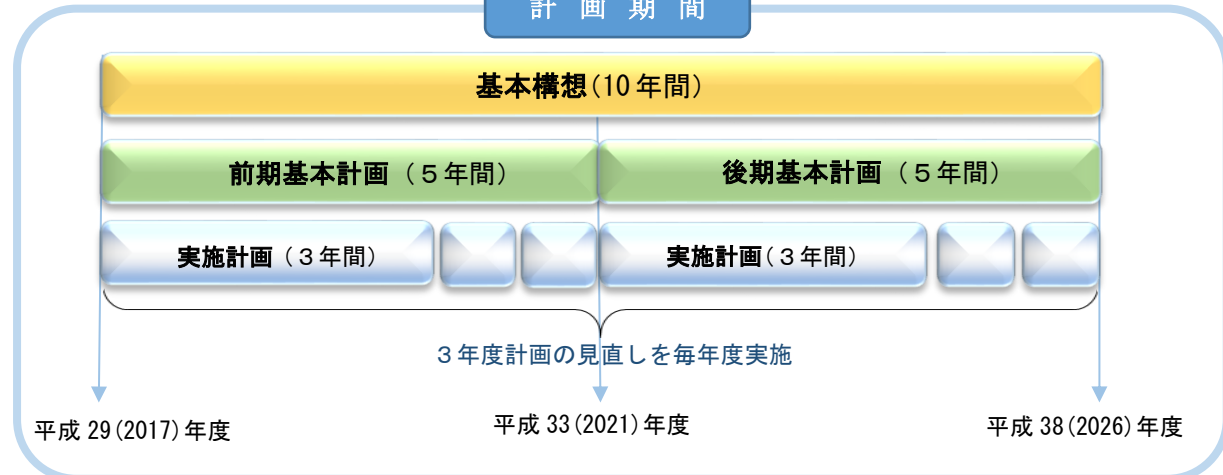 計 画 期 間
基本構想(10年間)
前期基本計画（５年間）
後期基本計画（５年間）
実施計画（３年間）
実施計画(３年間)
３年度計画の見直しを毎年度実施
平成29(2017)年度
平成33(2021)年度
平成38(2026)年度